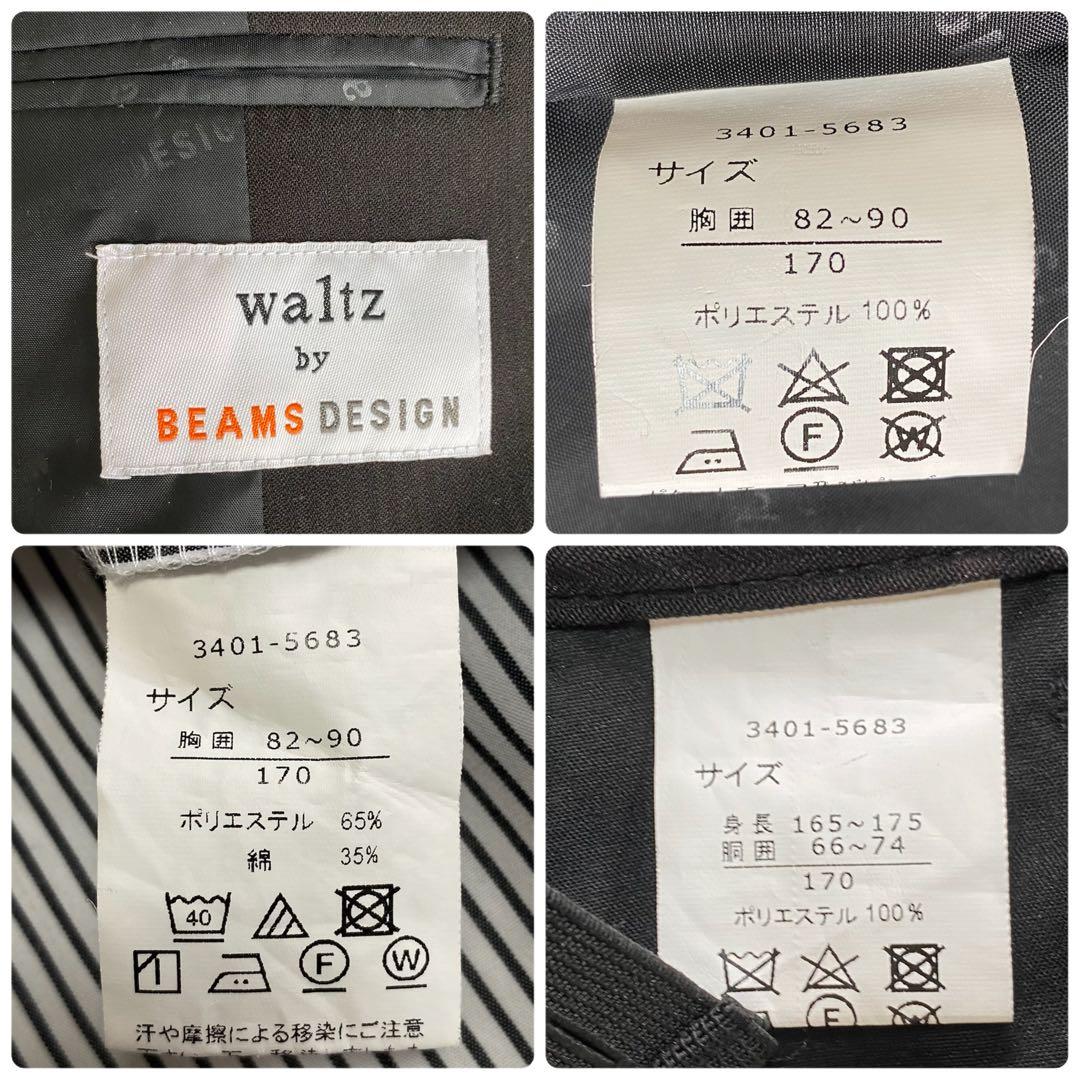 DESIG
waltz
by
BEAMS DESIGN
3401-5683
サイズ
胸囲 82~90
170
ポリエステル 100%
F
W
3401-5683
サイズ
胸囲 82~90
170
ポリエステル 65%
綿 35%
40
F
W
汗や摩擦による移染にご注意
3401-5683
サイズ
身長 165~175
胴囲 66~74
170
ポリエステル 100%
F
W